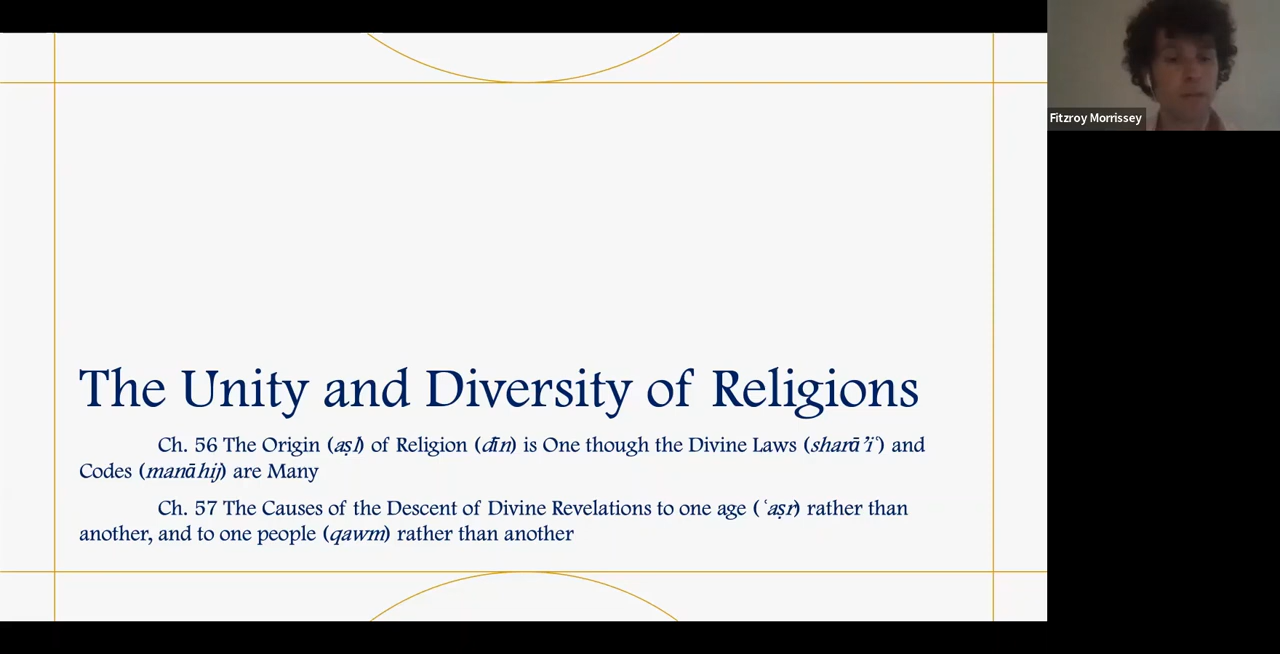 Fitzroy Morrissey
The Unity and Diversity of Religions
Ch. 56 The Origin (aṣl) of Religion (dīn) is One though the Divine Laws (sharāʾiʿ) and
Codes (manāhij) are Many
Ch. 57 The Causes of the Descent of Divine Revelations to one age (ʿaṣr) rather than
another, and to one people (qawm) rather than another